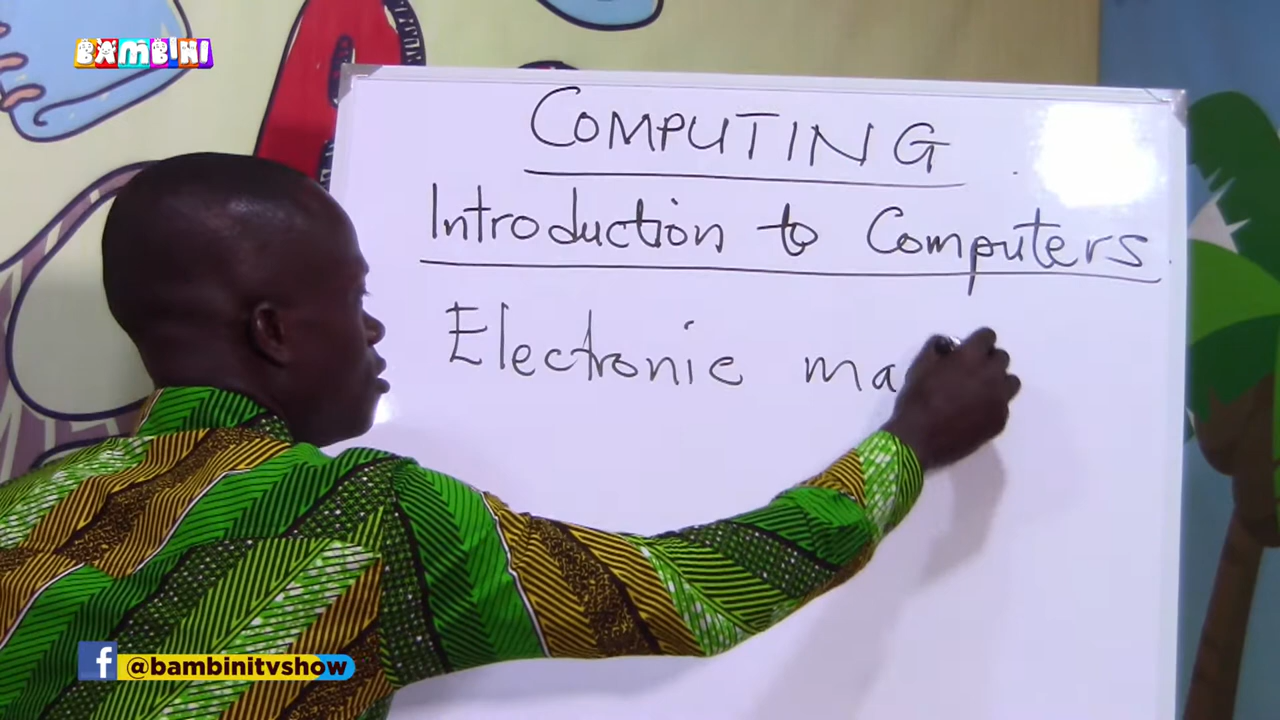 BAMBINI
COMPUTING
Introduction to Computers
Electronic ma
@bambinitvshow